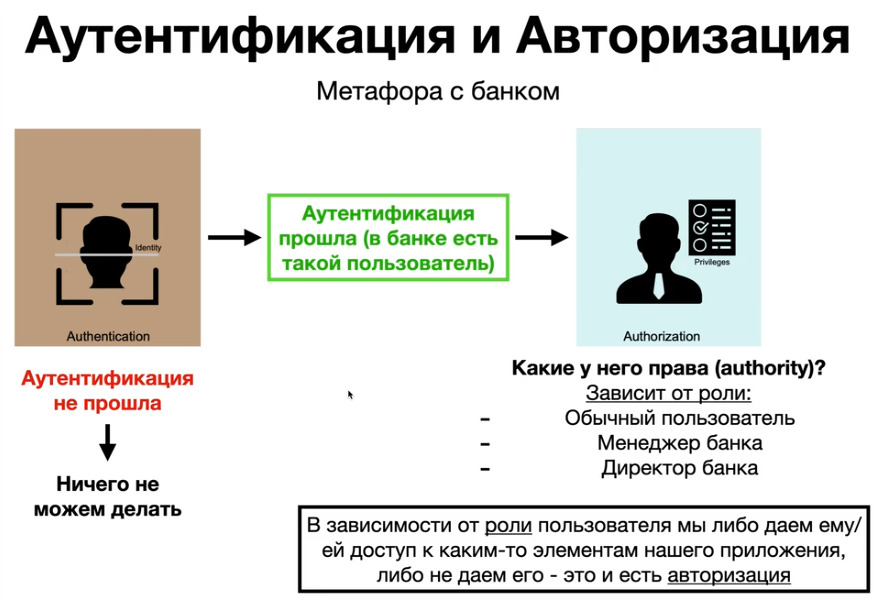 Аутентификация и Авторизация
Метафора с банком
Identity
Authentication
Аутентификация
не прошла
Ничего не
можем делать
Аутентификация
прошла (в банке есть
такой пользователь)
Privileges
Authorization
Какие у него права (authority)?
Зависит от роли:
- Обычный пользователь
- Менеджер банка
- Директор банка
В зависимости от роли пользователя мы либо даем ему/
ей доступ к каким-то элементам нашего приложения,
либо не даем его - это и есть авторизация